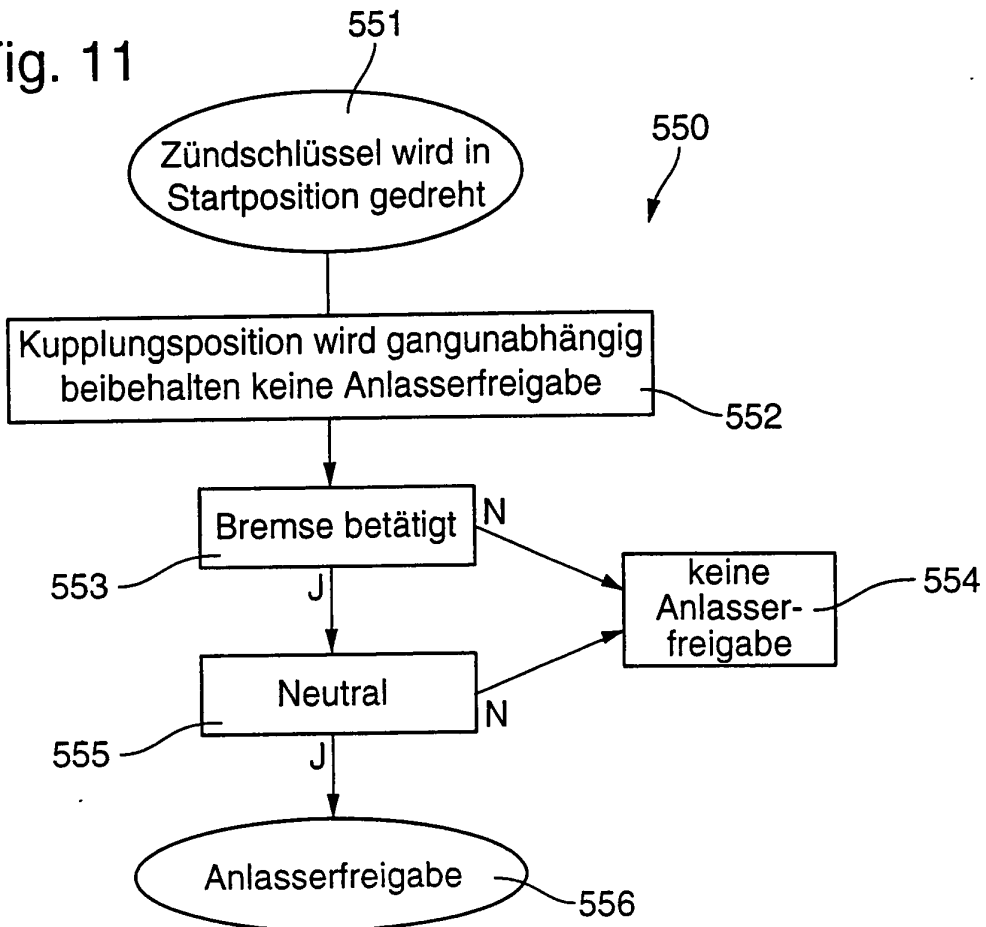 ig. 11
551
550
Zündschlüssel wird in
Startposition gedreht
Kupplungsposition wird gangunabhängig
beibehalten keine Anlasserfreigabe
552
Bremse betätigt
N
553
J
keine
Anlasser-
freigabe
554
Neutral
N
555
J
Anlasserfreigabe
556